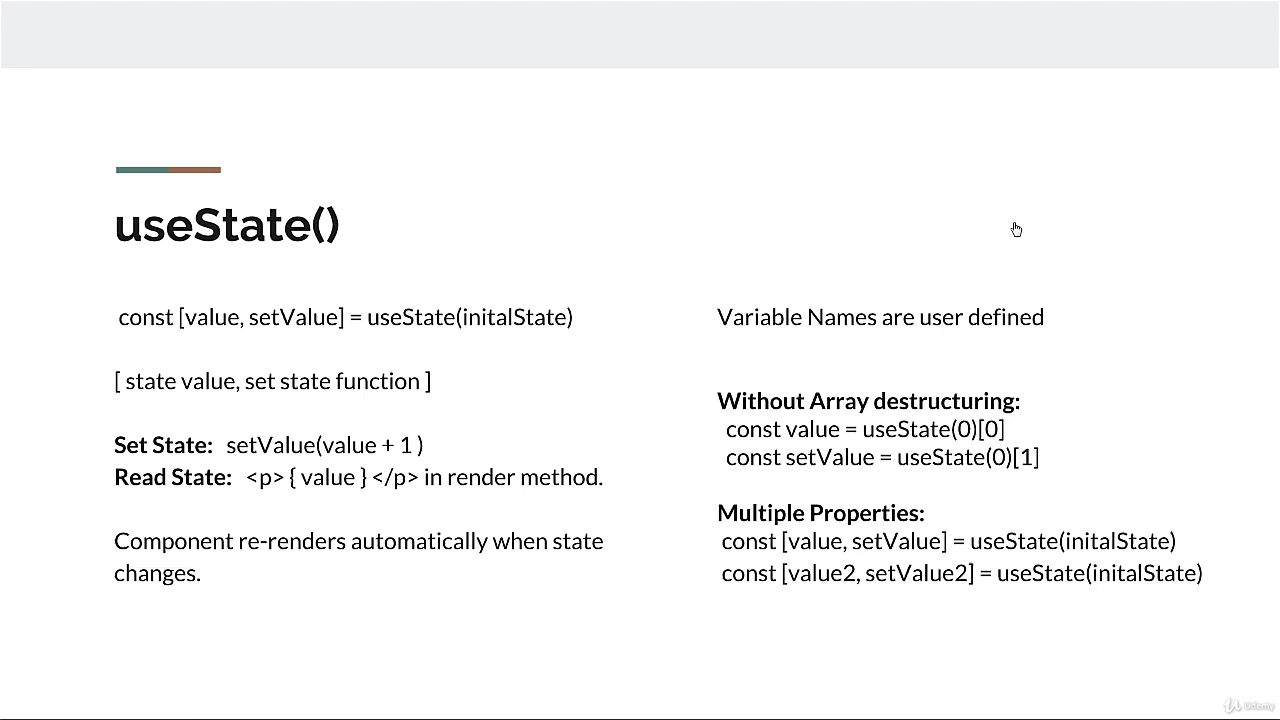 useState()
const [value, setValue] = useState(initalState)
[ state value, set state function ]
Set State: setValue(value + 1 )
Read State: <p> { value } </p> in render method.
Component re-renders automatically when state
changes.
Variable Names are user defined
Without Array destructuring:
const value = useState(0)[0]
const setValue = useState(0)[1]
Multiple Properties:
const [value, setValue] = useState(initalState)
const [value2, setValue2] = useState(initalState)
Udemy